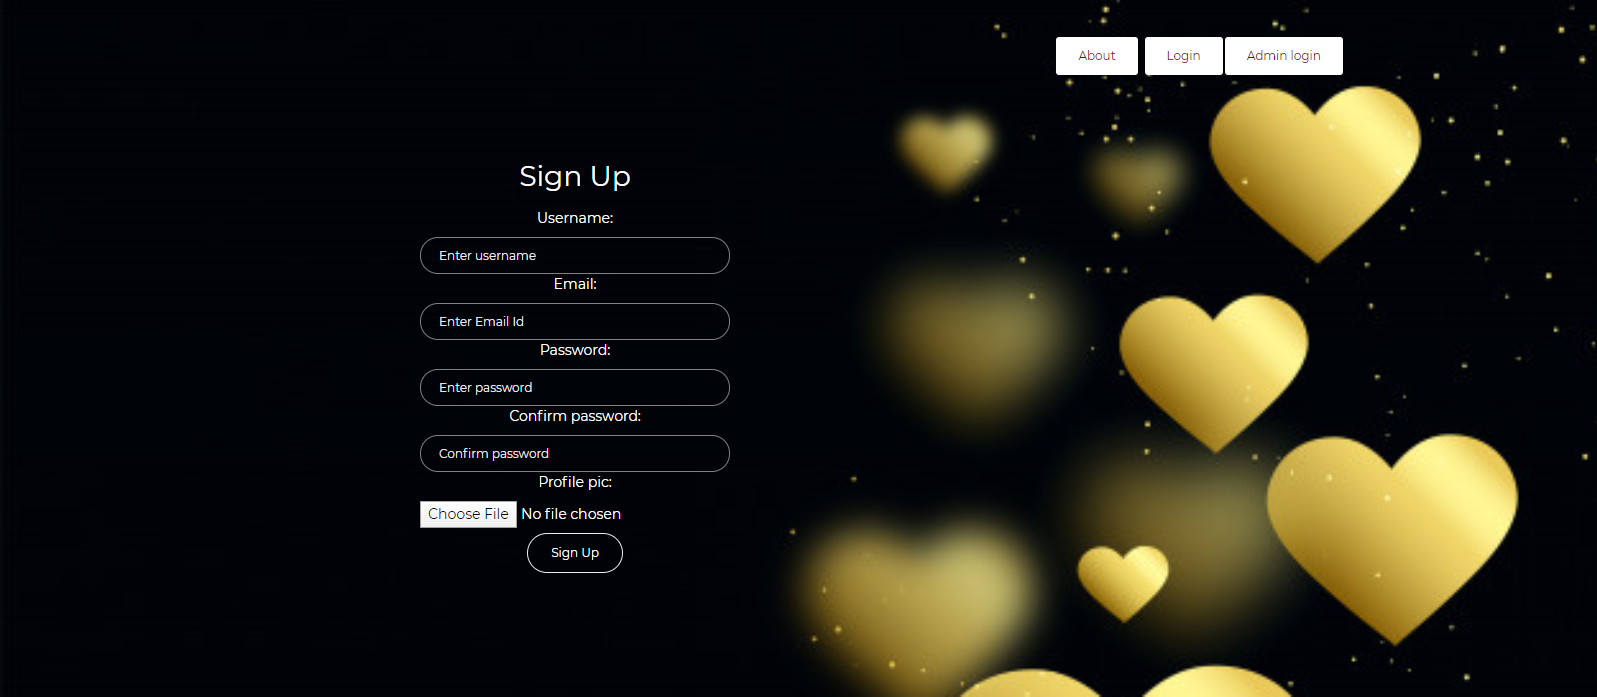 About Login Admin login
Sign Up
Username:
Enter username
Email:
Enter Email Id
Password:
Enter password
Confirm password:
Confirm password
Profile pic:
Choose File No file chosen
Sign Up